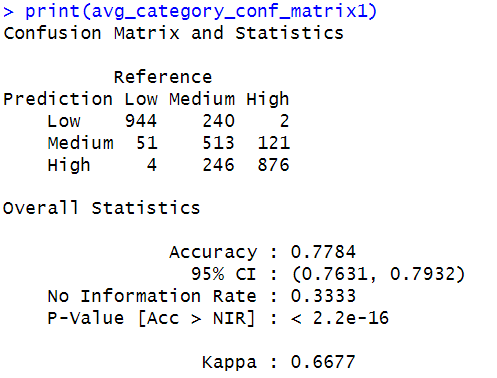 > print(avg_category_conf_matrix1)
Confusion Matrix and Statistics
Reference
Prediction Low Medium High
Low 944 240 2
Medium 51 513 121
High 4 246 876
Overall Statistics
Accuracy : 0.7784
95% CI : (0.7631, 0.7932)
No Information Rate : 0.3333
P-Value [Acc > NIR] : < 2.2e-16
Kappa : 0.6677